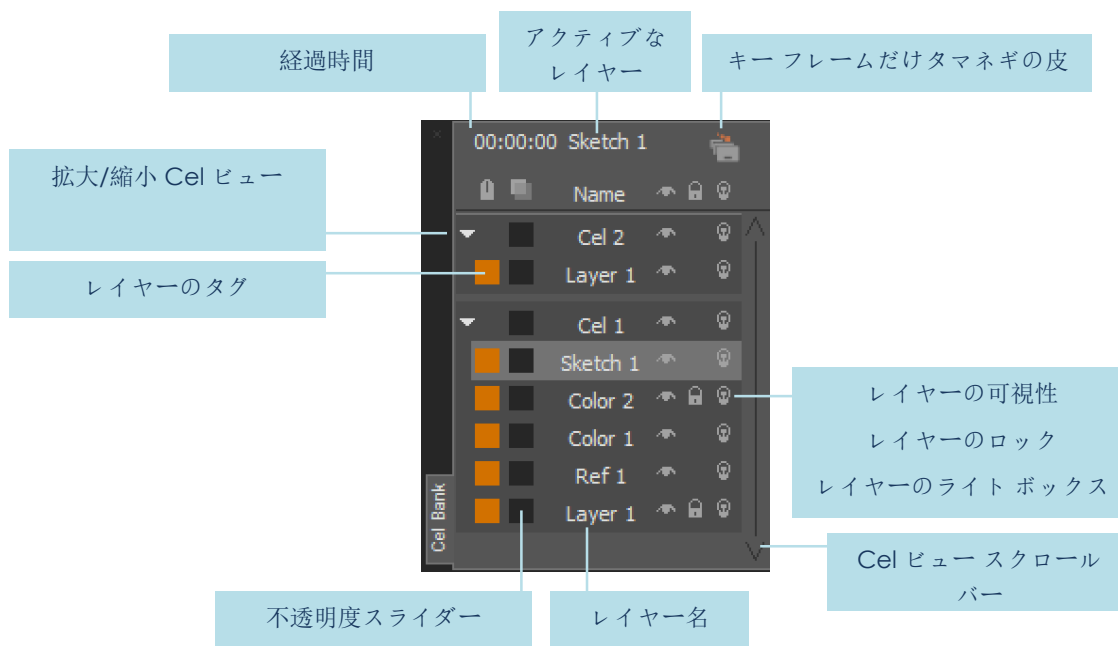 経過時間
アクティブな
レイヤー
キー フレームだけタマネギの皮
拡大/縮小 Cel ビュー
レイヤーのタグ
00:00:00 Sketch 1
Name
Cel 2
Layer 1
Cel 1
Sketch 1
Color 2
Color 1
Ref 1
Layer 1
Cel Bank
レイヤーの可視性
レイヤーのロック
レイヤーのライト ボックス
Cel ビュー スクロール
バー
不透明度スライダー
レイヤー名